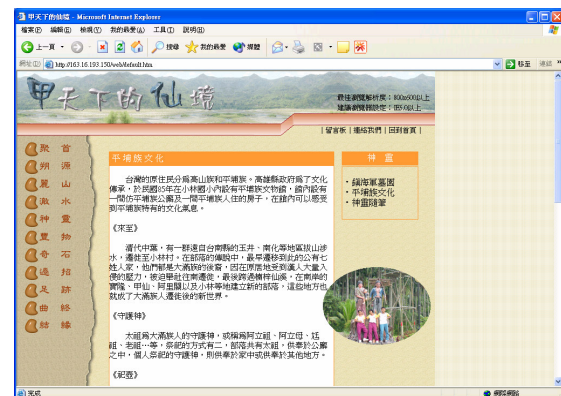 甲天下的仙境 - Microsoft Internet Explorer
檔案(F) 編輯(E) 檢視(V) 我的最愛(A) 工具(T) 說明(H)
上一頁 搜尋 我的最愛 媒體
網址(D) http://163.16.193.150/web/default.htm 移至 連結
甲天下的仙境
最佳瀏覽解析度：800x600以上
建議瀏覽器設定：IE5.0以上
| 留言板 | 連絡我們 | 回到首頁 |
聚 首
朔 源
麗 山
激 水
神 靈
豐 物
奇 石
過 招
足 跡
曲 終
結 緣
平埔族文化
台灣的原住民分爲高山族和平埔族。高雄縣政府爲了文化
傳承，於民國85年在小林國小內設有平埔族文物館，館內設有
一間仿平埔族公廨及一間平埔族人住的房子，在館內可以感受
到平埔族特有的文化氣息。
《來至》
清代中葉，有一群遠自台南縣的玉井、南化等地區拔山涉
水，遷徙至小林村。在部落的傳說中，最早遷移到此的公有七
姓人家，他們都是大滿族的後裔，因在原居地受到漢人大量入
侵的壓力，被迫舉社往南遷徙，最後跨過楠梓仙溪，在南岸的
寶隆、甲仙、阿里關以及小林等地建立新的部落，這些地方也
就成了大滿族人遷徙後的新世界。
《守護神》
太祖爲大滿族人的守護神，或稱爲阿立祖、阿立母、尪
祖、老祖…等，祭祀的方式有二，部落共有太祖，供奉於公廨
之中，個人祭祀的守護神，則供奉於家中或供奉於其他地方。
《祀壺》
神 靈
・鎮海軍墓園
・平埔族文化
・神靈隨筆
完成 網際網路